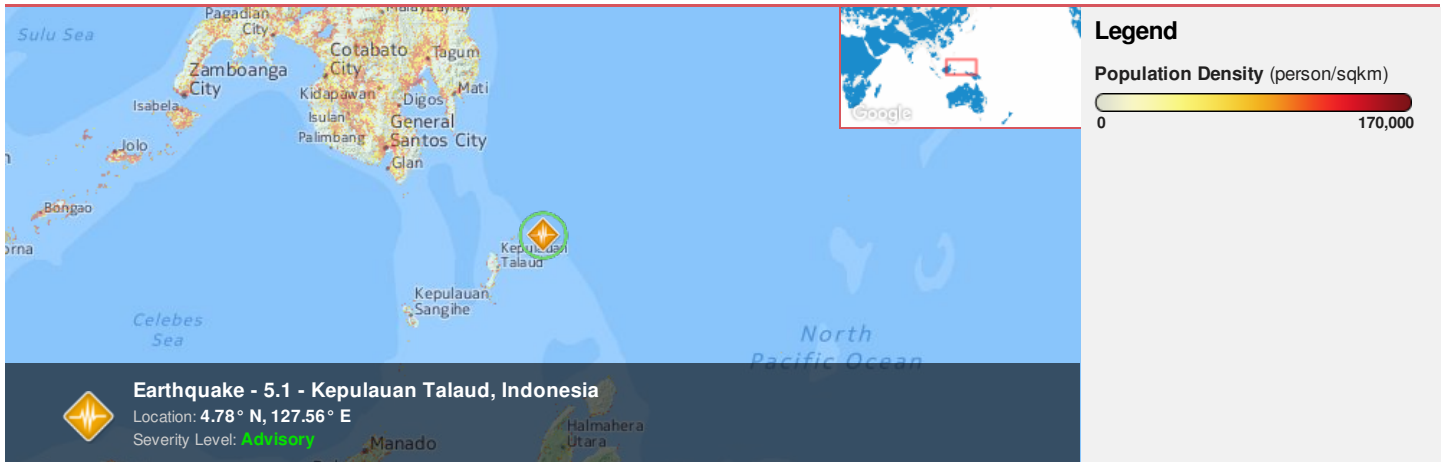 Pagadian
City
Malaybalay
Sulu Sea
Cotabato
City
Tagum
Zamboanga
City
Kidapawan
Mati
Digos
Isabela
Isulan
General
Santos City
Palimbang
Jolo
Glan
Bongao
Kepulauan
Talaud
Kepulauan
Sangihe
Celebes
Sea
North
Pacific Ocean
Google
Legend
Population Density (person/sqkm)
0
170,000
Earthquake - 5.1 - Kepulauan Talaud, Indonesia
Location: 4.78° N, 127.56° E
Severity Level: Advisory
Manado
Halmahera
Utara